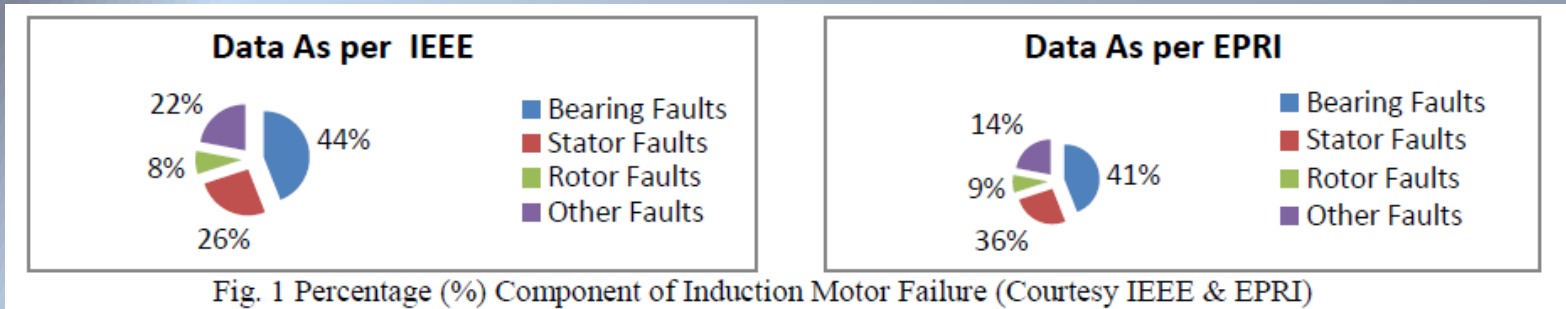 Data As per IEEE
22%
44%
8%
26%
Bearing Faults
Stator Faults
Rotor Faults
Other Faults
Data As per EPRI
14%
41%
9%
36%
Bearing Faults
Stator Faults
Rotor Faults
Other Faults
Fig. 1 Percentage (%) Component of Induction Motor Failure (Courtesy IEEE & EPRI)